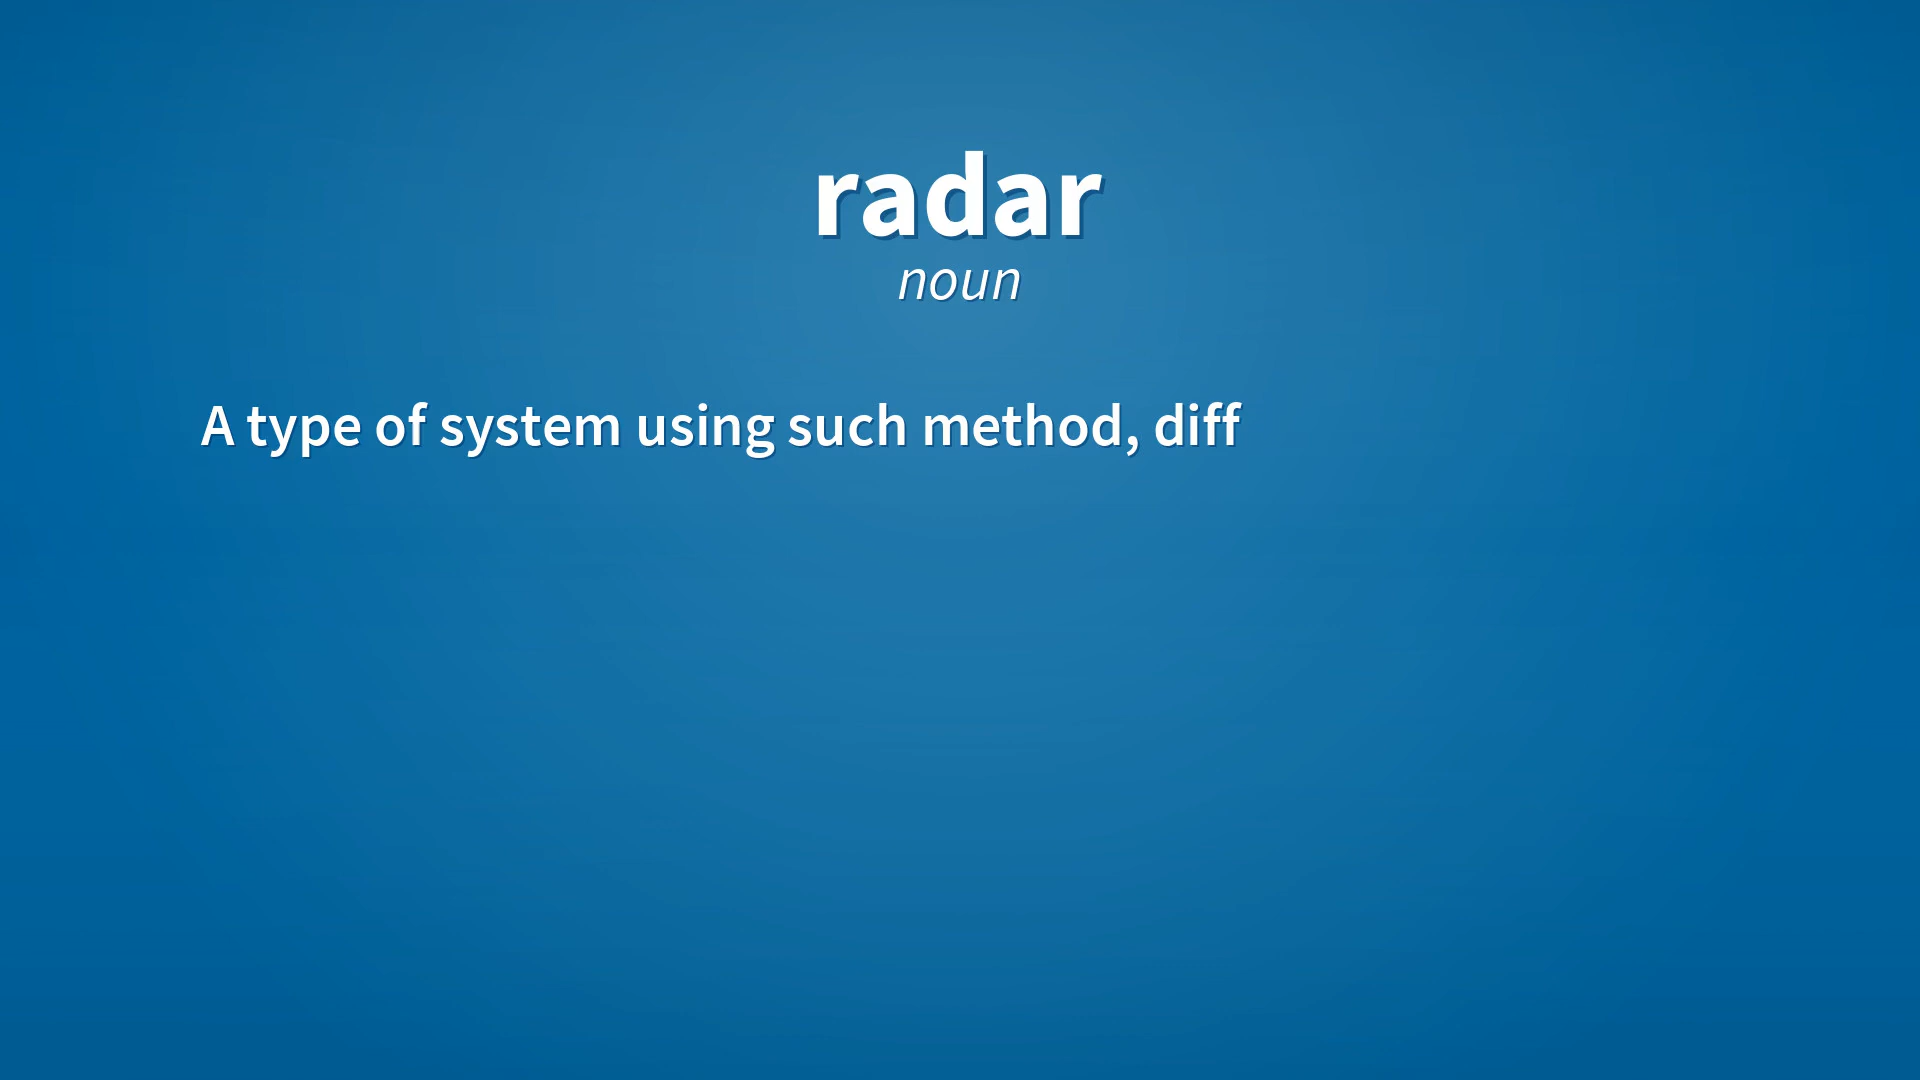 radar
noun
A type of system using such method, diff